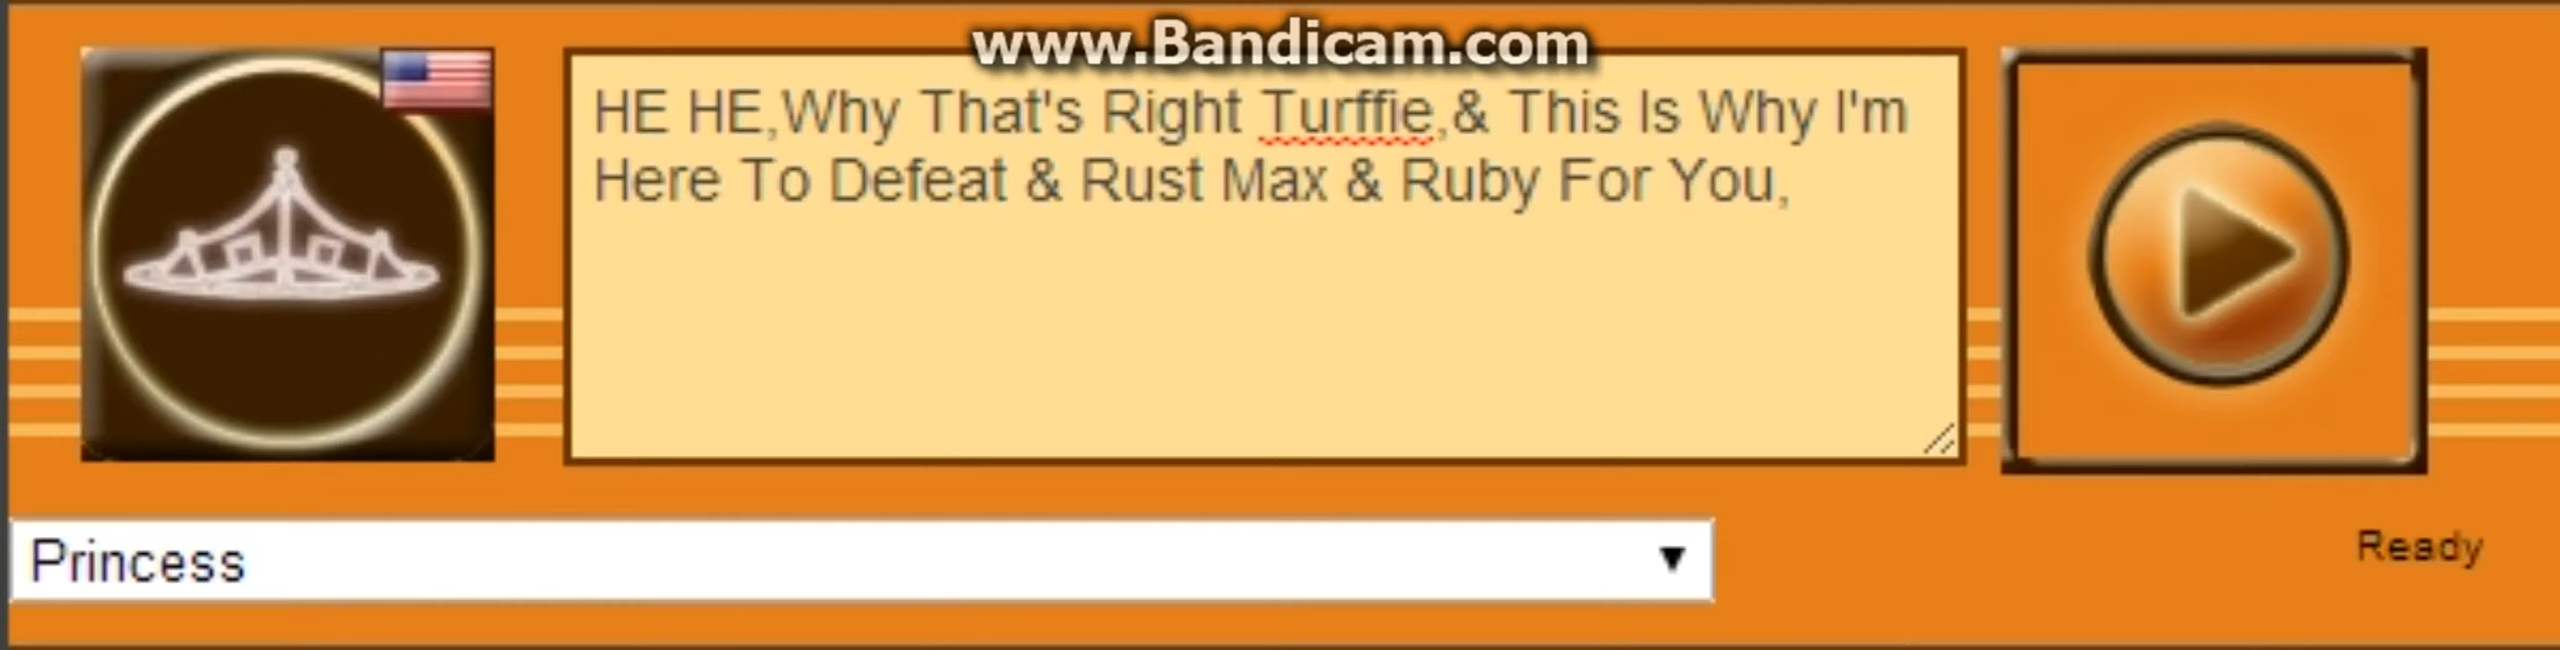 www.Bandicam.com
HE HE,Why That's Right Turffie,& This Is Why I'm
Here To Defeat & Rust Max & Ruby For You,
Princess
Ready